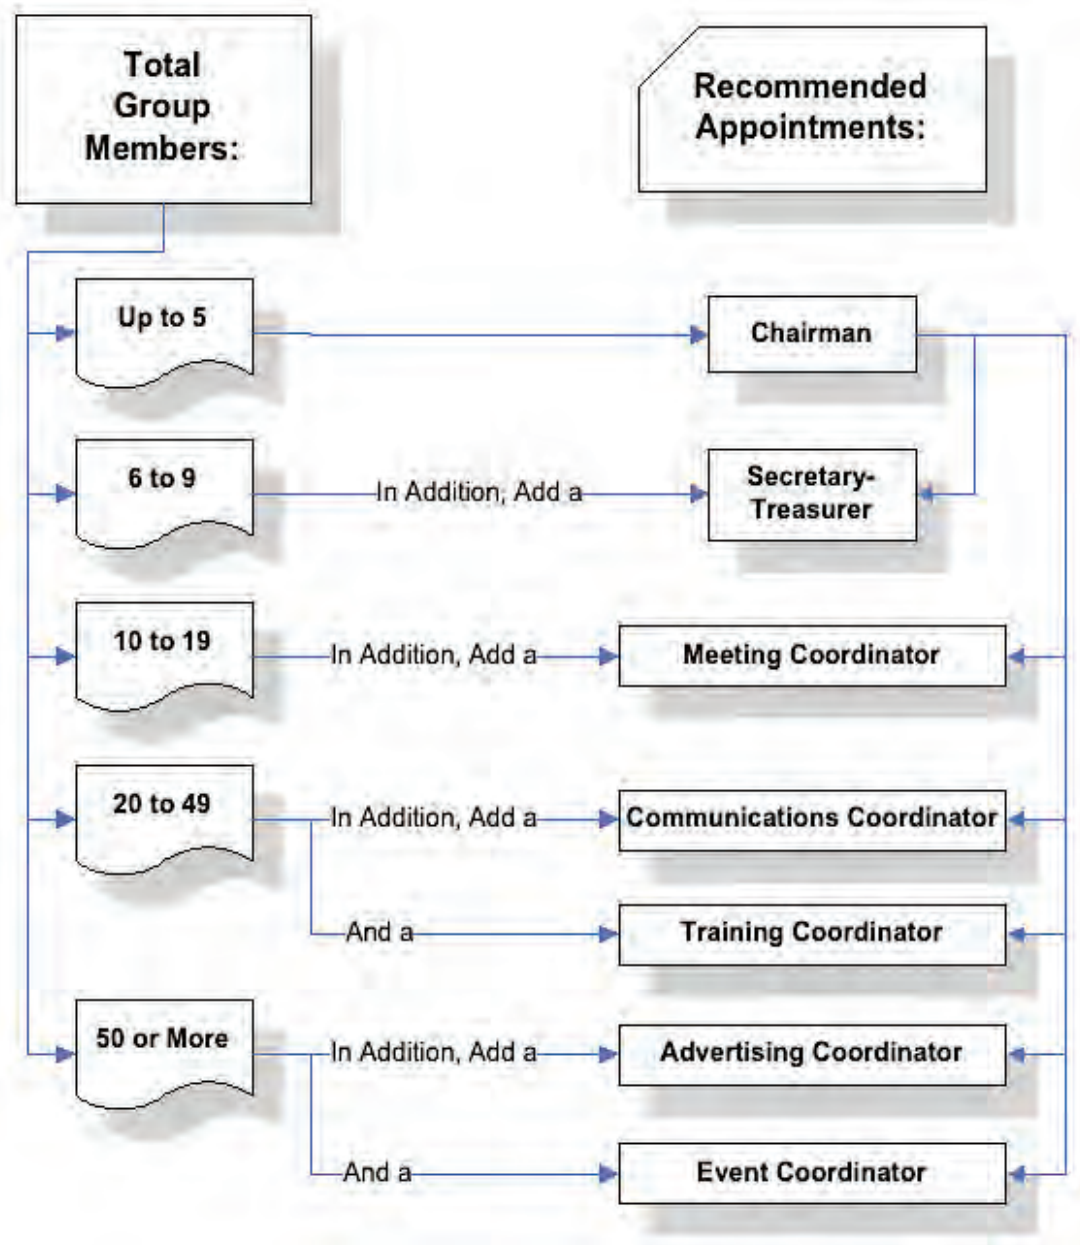 Total
Group
Members:
Recommended
Appointments:
Up to 5
Chairman
6 to 9
In Addition, Add a
Secretary-
Treasurer
10 to 19
In Addition, Add a
Meeting Coordinator
20 to 49
In Addition, Add a
Communications Coordinator
And a
Training Coordinator
50 or More
In Addition, Add a
Advertising Coordinator
And a
Event Coordinator